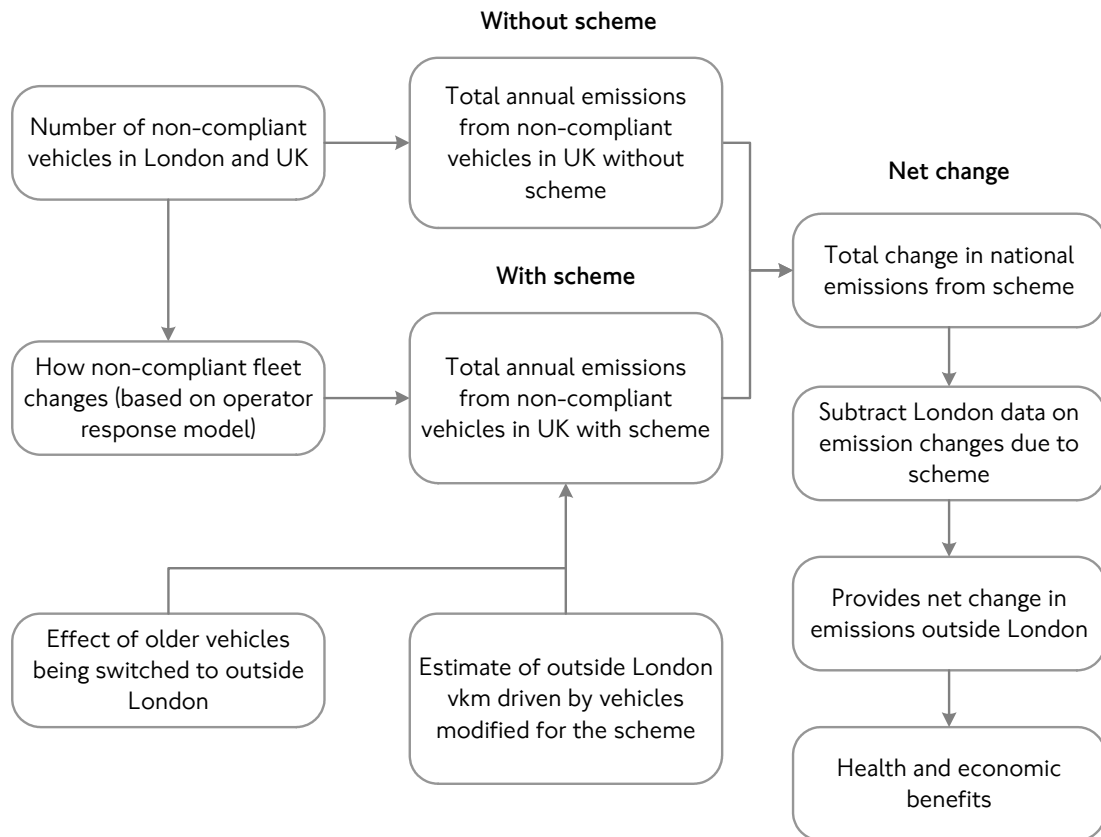 Without scheme
Number of non-compliant
vehicles in London and UK
Total annual emissions
from non-compliant
vehicles in UK without
scheme
Net change
Total change in national
emissions from scheme
With scheme
How non-compliant fleet
changes (based on operator
response model)
Total annual emissions
from non-compliant
vehicles in UK with scheme
Subtract London data on
emission changes due to
scheme
Effect of older vehicles
being switched to outside
London
Estimate of outside London
vkm driven by vehicles
modified for the scheme
Provides net change in
emissions outside London
Health and economic
benefits